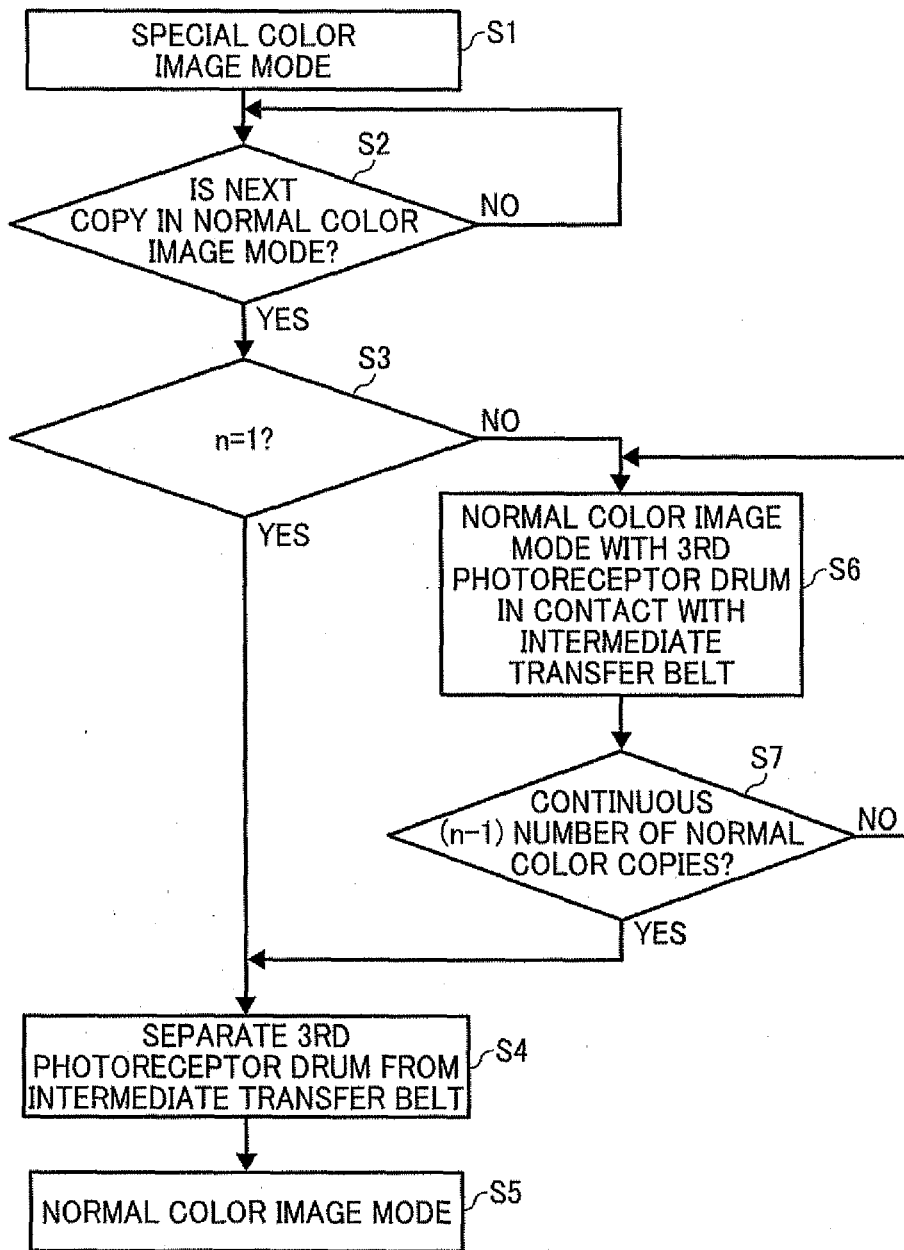 SPECIAL COLOR
IMAGE MODE
S1
S2
IS NEXT
COPY IN NORMAL COLOR
IMAGE MODE?
NO
YES
S3
n=1?
NO
YES
NORMAL COLOR IMAGE
MODE WITH 3RD
PHOTORECEPTOR DRUM
IN CONTACT WITH
INTERMEDIATE
TRANSFER BELT
S6
S7
CONTINUOUS
(n-1) NUMBER OF NORMAL
COLOR COPIES?
NO
YES
SEPARATE 3RD
PHOTORECEPTOR DRUM FROM
INTERMEDIATE TRANSFER BELT
S4
NORMAL COLOR IMAGE MODE
S5